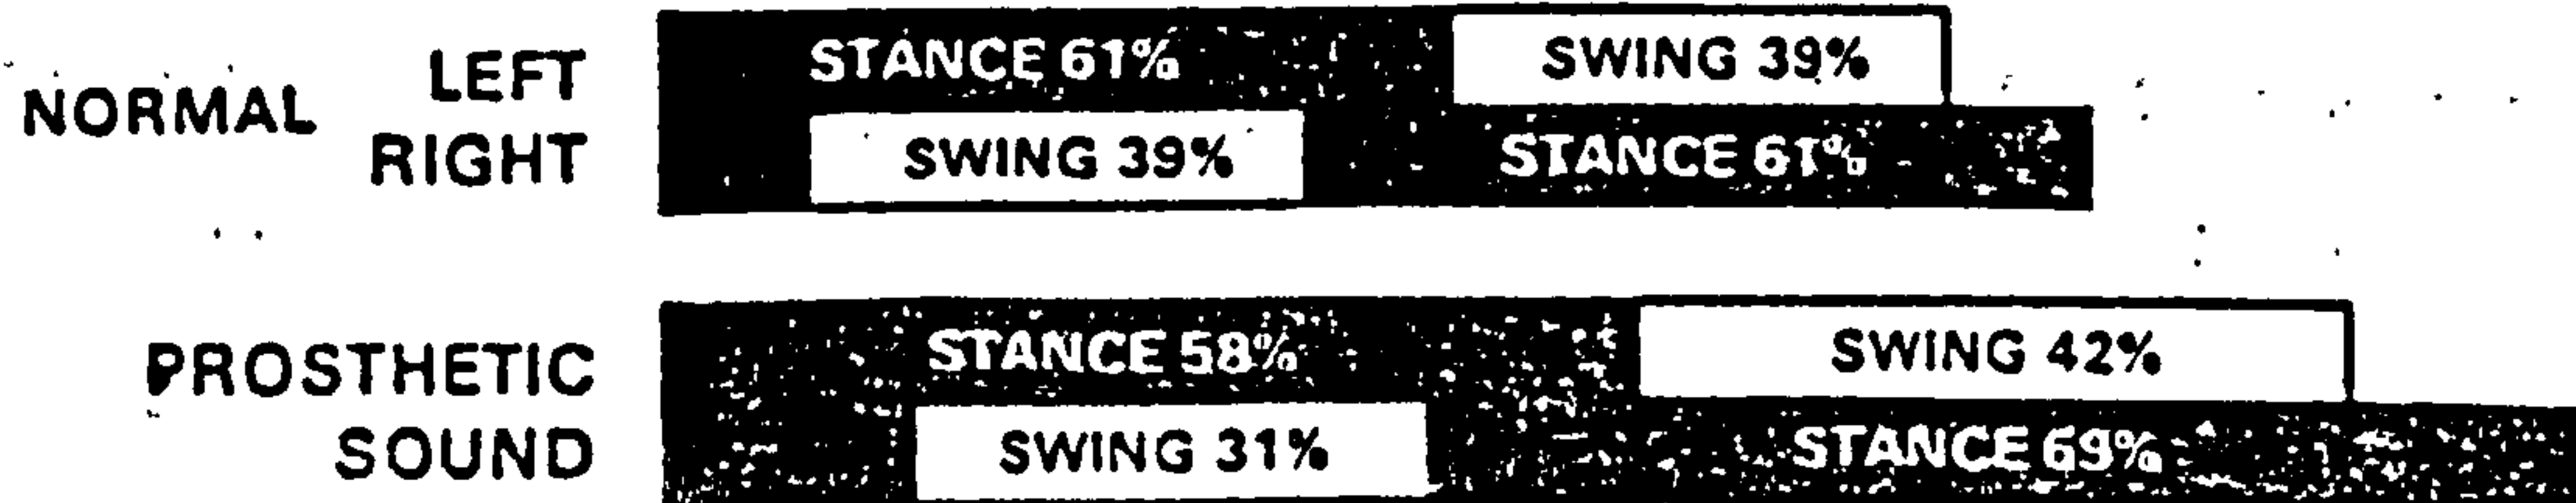 NORMAL LEFT STANCE 61% SWING 39%
RIGHT SWING 39% STANCE 61%
PROSTHETIC STANCE 58% SWING 42%
SOUND SWING 31% STANCE 69%